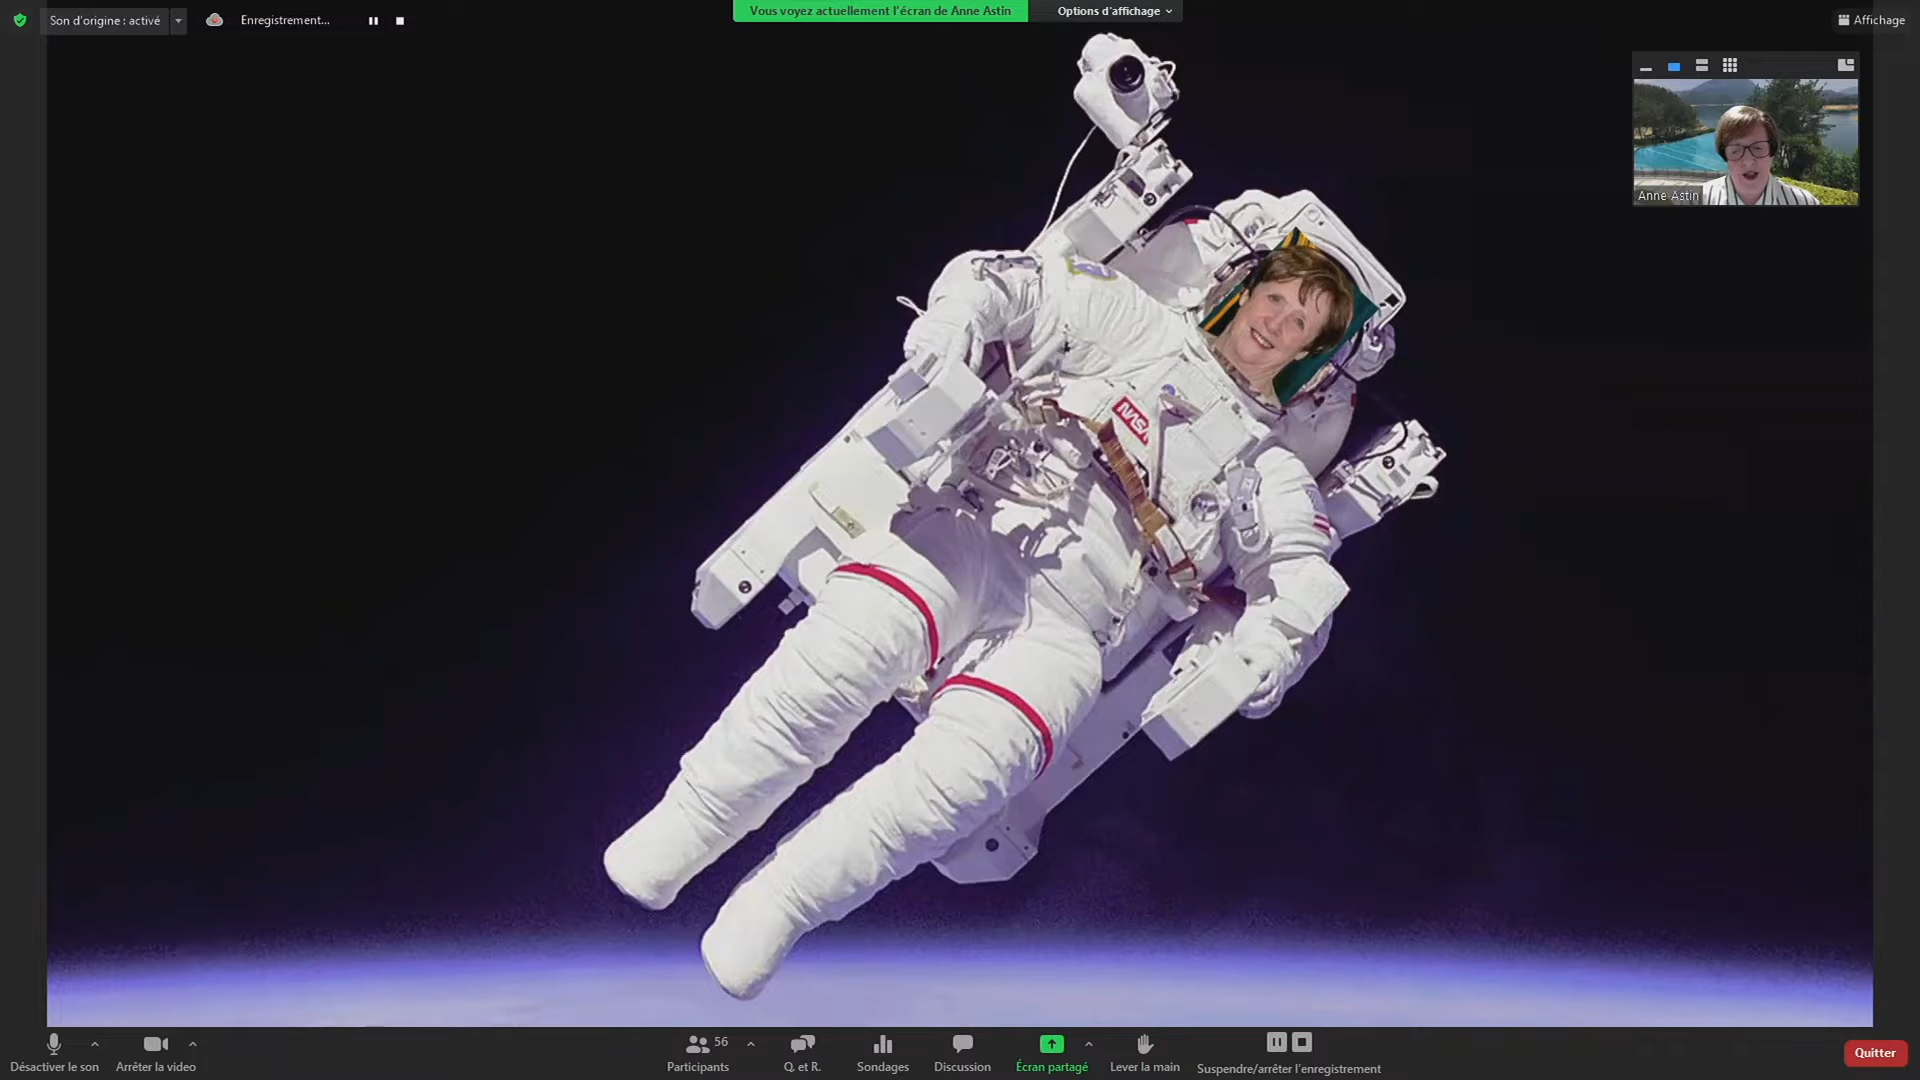 Son d'origine : activé
Enregistrement...
Vous voyez actuellement l'écran de Anne Astin
Options d'affichage
Affichage
Anne Astin
NASA
Désactiver le son
Arrêter la video
56
Participants
Q. et R.
Sondages
Discussion
Écran partagé
Lever la main
Suspendre/arrêter l'enregistrement
Quitter